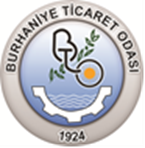 BURHANİYE TİCARET ODASI
BTO
1924